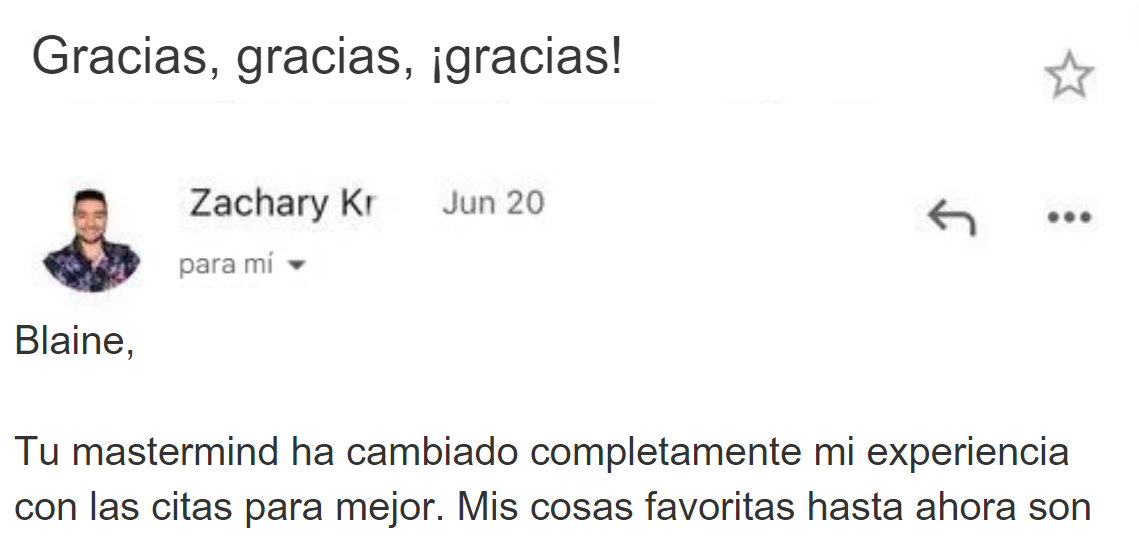 Gracias, gracias, ¡gracias!
Zachary Kr Jun 20
para mí
Blaine,
Tu mastermind ha cambiado completamente mi experiencia
con las citas para mejor. Mis cosas favoritas hasta ahora son